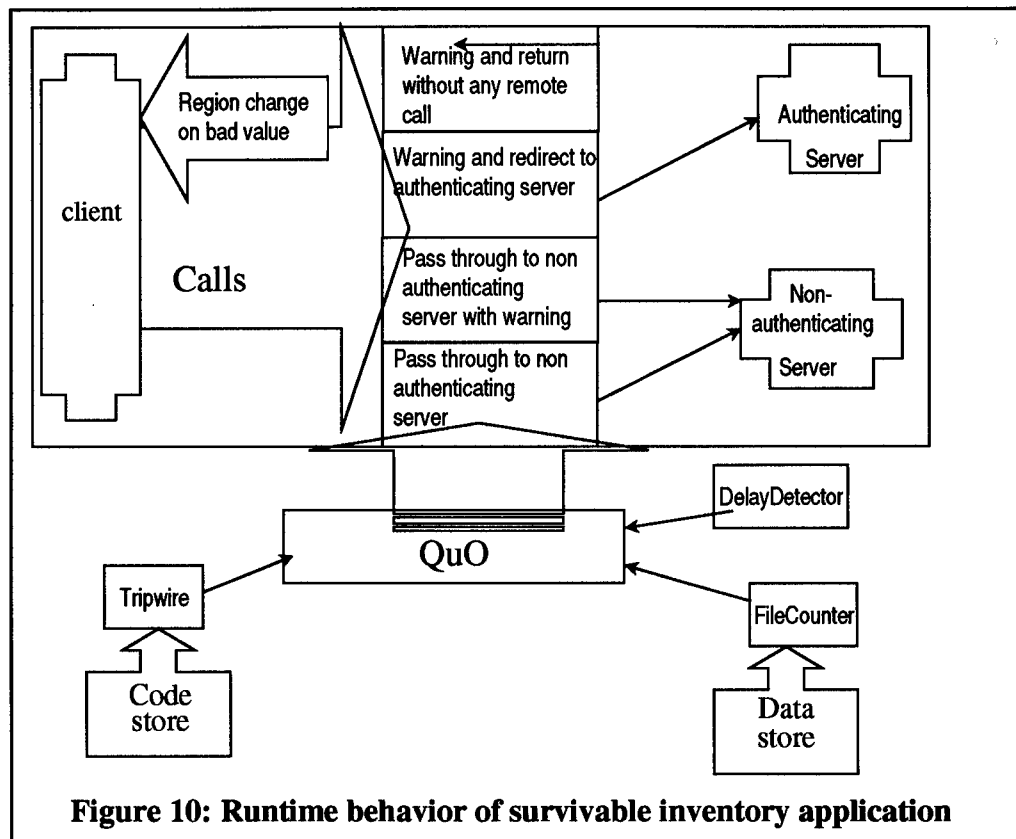 client
Region change
on bad value
Calls
Warning and return
without any remote
call
Warning and redirect to
authenticating server
Pass through to non
authenticating
server with warning
Pass through to non
authenticating
server
Authenticating
Server
Non-
authenticating
Server
DelayDetector
QuO
Tripwire
FileCounter
Code
store
Data
store
Figure 10: Runtime behavior of survivable inventory application